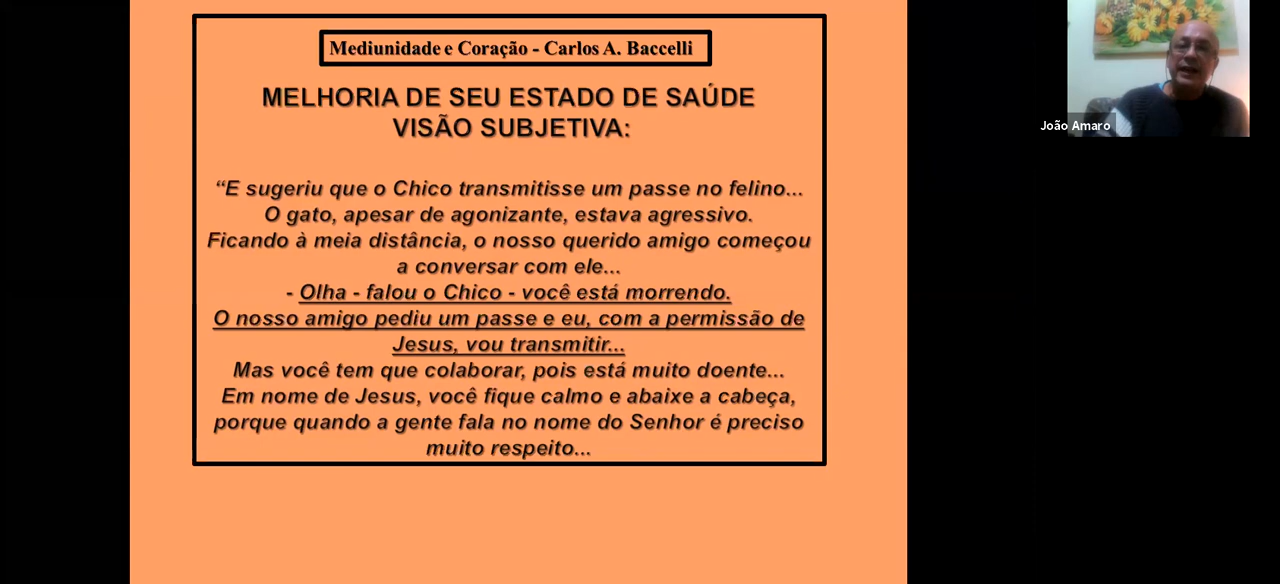 Mediunidade e Coração - Carlos A. Baccelli
MELHORIA DE SEU ESTADO DE SAÚDE
VISÃO SUBJETIVA:
“E sugeriu que o Chico transmitisse um passe no felino...
O gato, apesar de agonizante, estava agressivo.
Ficando à meia distância, o nosso querido amigo começou
a conversar com ele...
- Olha - falou o Chico - você está morrendo.
O nosso amigo pediu um passe e eu, com a permissão de
Jesus, vou transmitir...
Mas você tem que colaborar, pois está muito doente...
Em nome de Jesus, você fique calmo e abaixe a cabeça,
porque quando a gente fala no nome do Senhor é preciso
muito respeito...
João Amaro